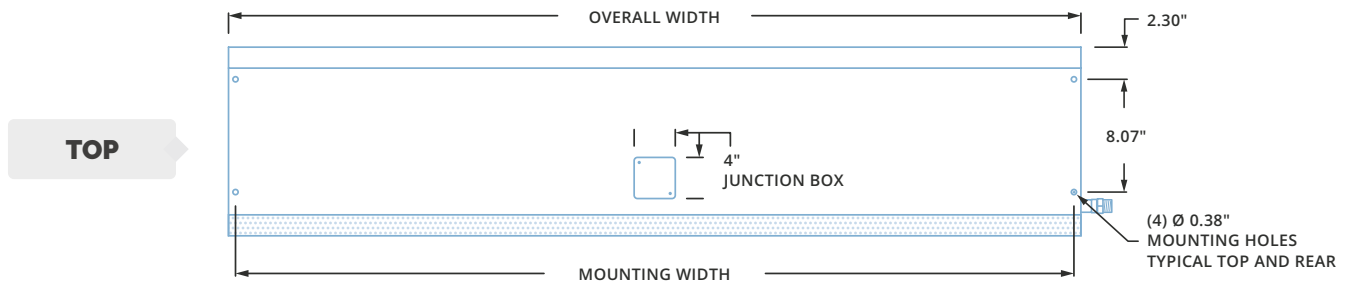 OVERALL WIDTH
2.30"
TOP
8.07"
4"
JUNCTION BOX
(4) Ø 0.38"
MOUNTING HOLES
TYPICAL TOP AND REAR
MOUNTING WIDTH